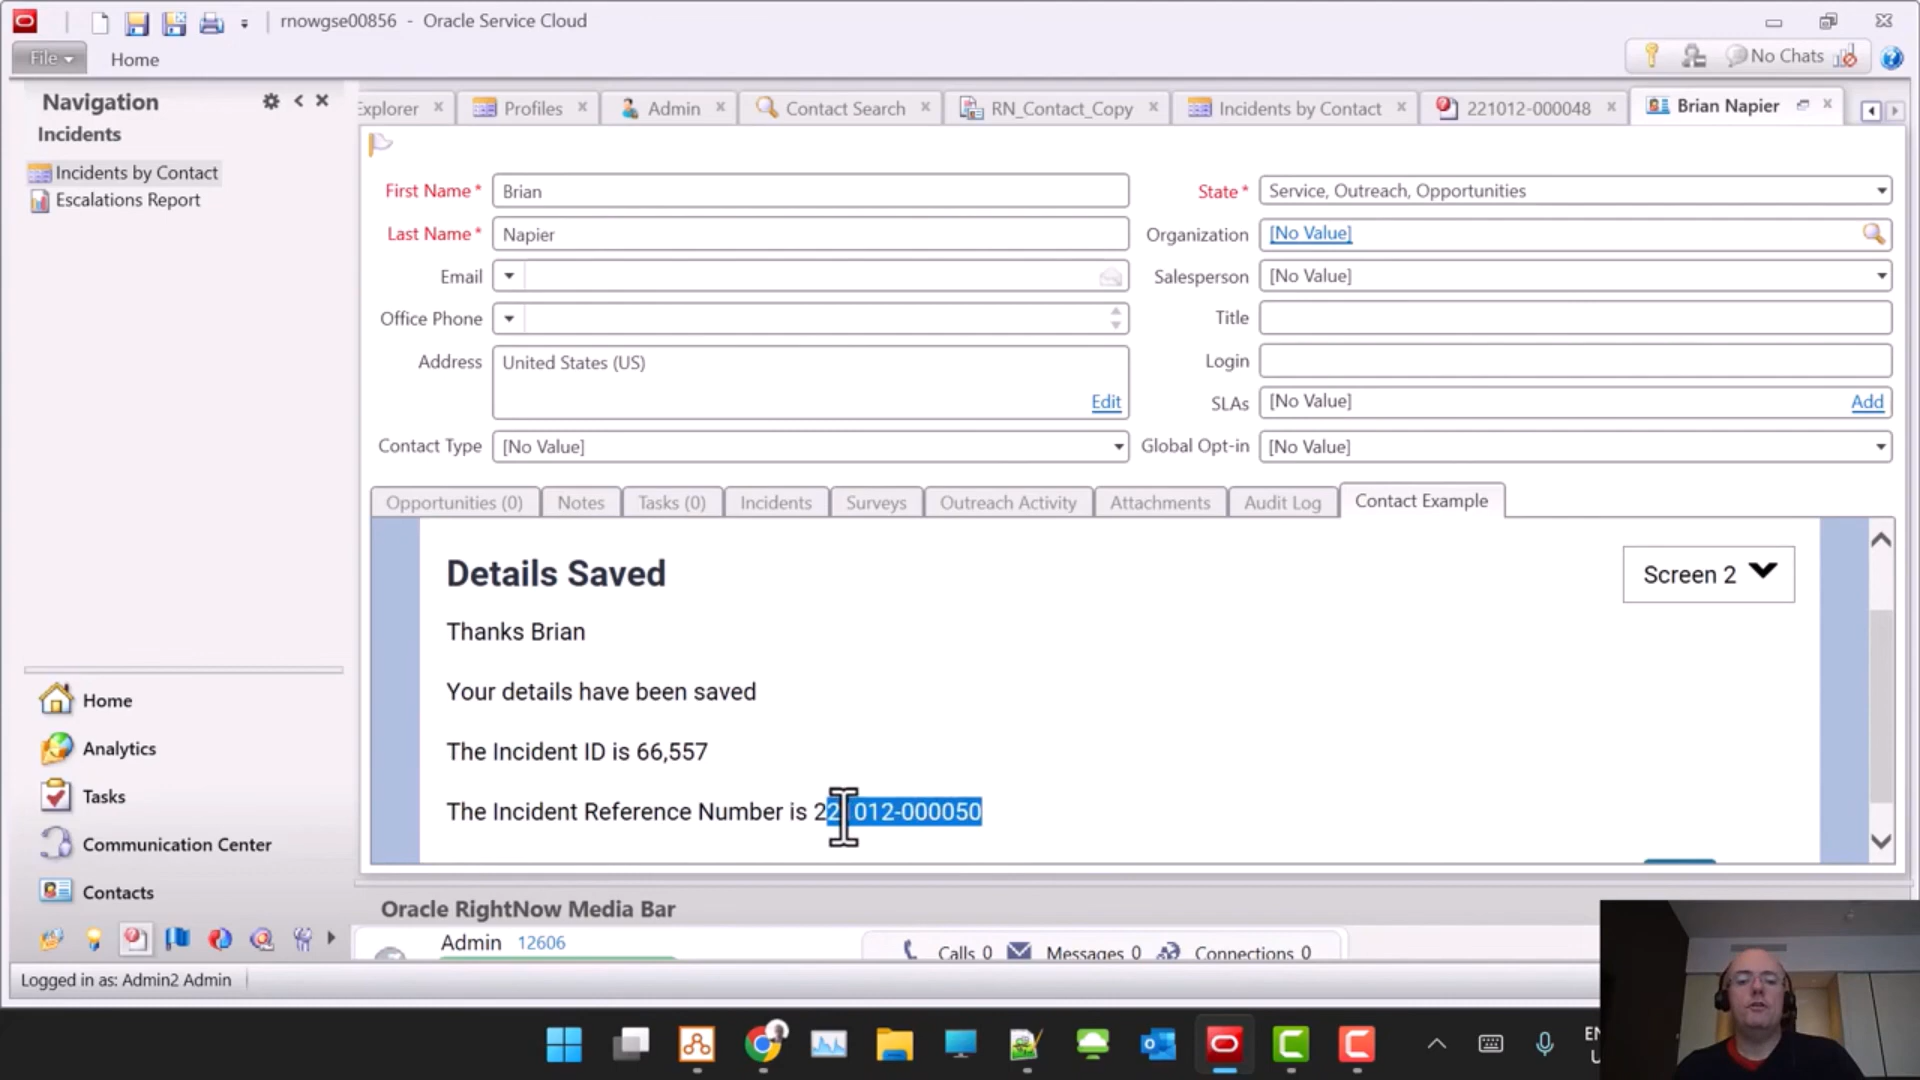 rnowgse00856 - Oracle Service Cloud
File
Home
No Chats
Navigation
Incidents
Incidents by Contact
Escalations Report
Explorer
Profiles
Admin
Contact Search
RN_Contact_Copy
Incidents by Contact
221012-000048
Brian Napier
First Name *
Brian
State *
Service, Outreach, Opportunities
Last Name *
Napier
Organization
[No Value]
Email
Salesperson
[No Value]
Office Phone
Title
Address
United States (US)
Edit
Login
SLAs
[No Value]
Add
Contact Type
[No Value]
Global Opt-in
[No Value]
Opportunities (0)
Notes
Tasks (0)
Incidents
Surveys
Outreach Activity
Attachments
Audit Log
Contact Example
Details Saved
Screen 2
Thanks Brian
Your details have been saved
The Incident ID is 66,557
The Incident Reference Number is 221012-000050
Home
Analytics
Tasks
Communication Center
Contacts
Oracle RightNow Media Bar
Admin 12606
Calls 0
Messages 0
Connections 0
Logged in as: Admin2 Admin